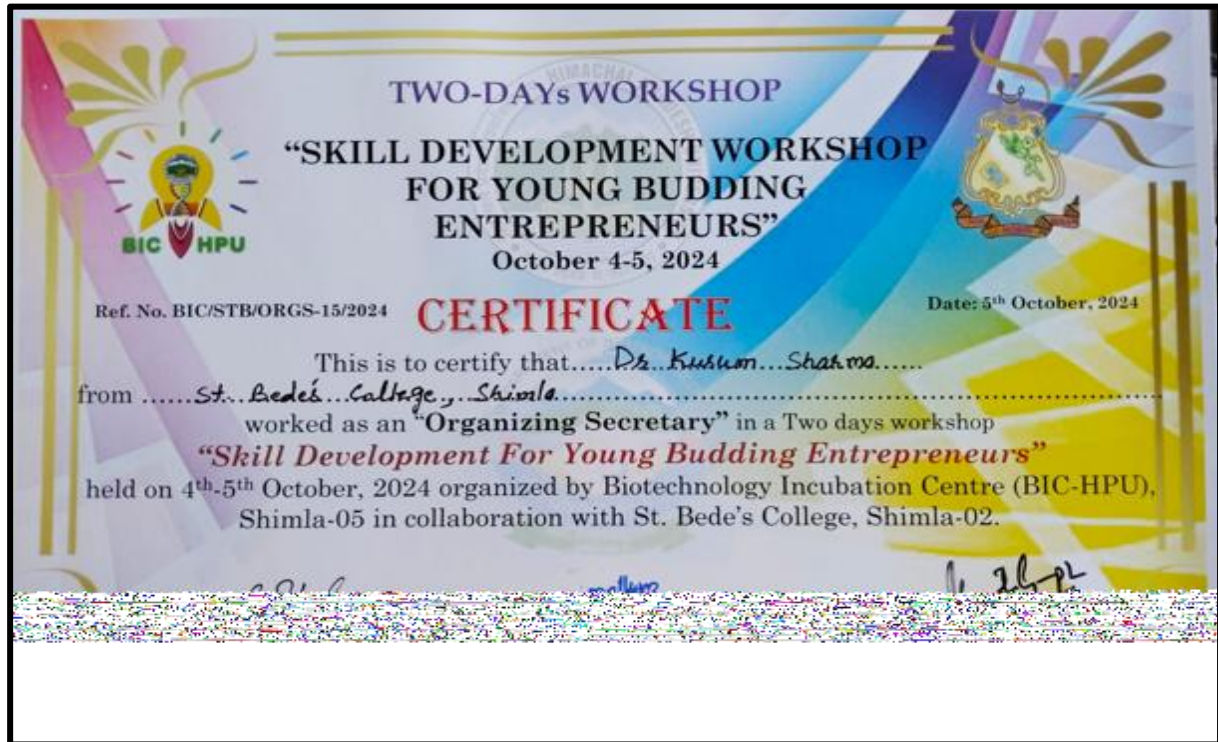 TWO-DAYs WORKSHOP
“SKILL DEVELOPMENT WORKSHOP
FOR YOUNG BUDDING
ENTREPRENEURS”
October 4-5, 2024
BIC HPU
Ref. No. BIC/STB/ORGS-15/2024
CERTIFICATE
Date: 5th October, 2024
This is to certify that.....Dr. Kusum...Sharma......
from ......St. Bede's...College., Shimla...........................................................
worked as an "Organizing Secretary" in a Two days workshop
“Skill Development For Young Budding Entrepreneurs”
held on 4th-5th October, 2024 organized by Biotechnology Incubation Centre (BIC-HPU),
Shimla-05 in collaboration with St. Bede’s College, Shimla-02.